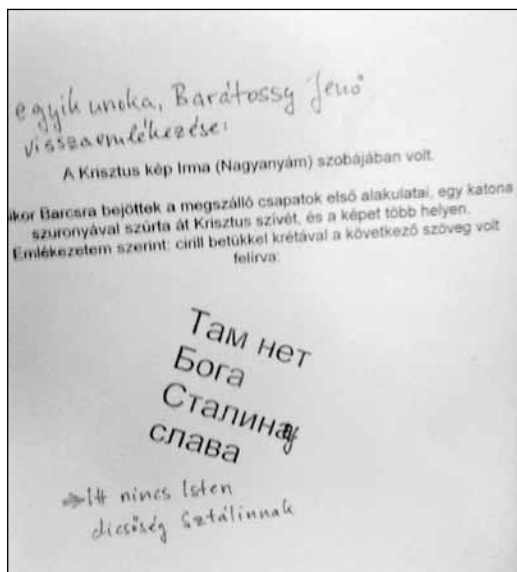 egyik unoka, Barátossy Jenő
visszaemlékezése:
A Krisztus kép Irma (Nagyanyám) szobájában volt.
ikor Barcsra bejöttek a megszálló csapatok első alakulatai, egy katona
szuronyával szúrta át Krisztus szívét, és a képet több helyen.
Emlékezetem szerint: cirill betükkel krétával a következő szöveg volt
felírva:
Там нет
Бога
Сталина
слава
⇒Itt nincs Isten
dicsőség Sztálinnak